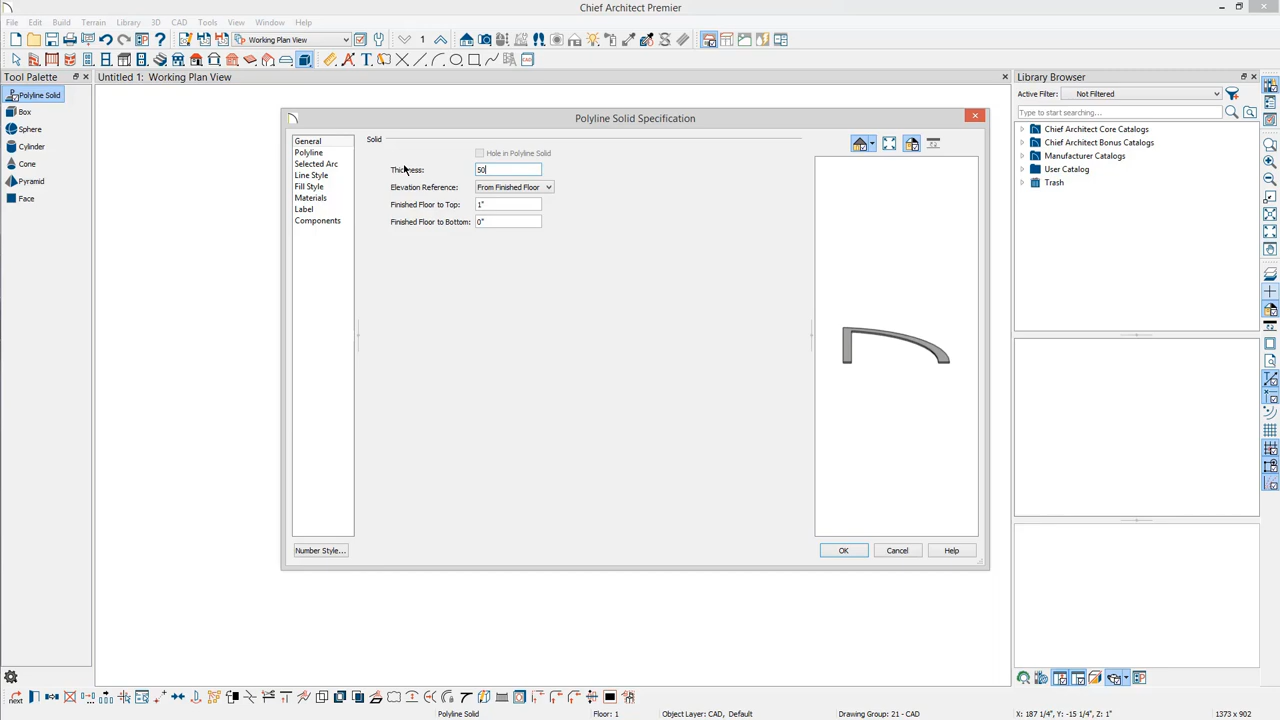 Chief Architect Premier
File Edit Build Terrain Library 3D CAD Tools View Window Help
Working Plan View 1
Tool Palette
Untitled 1: Working Plan View
Library Browser
Polyline Solid
Box
Sphere
Cylinder
Cone
Pyramid
Face
Active Filter: Not Filtered
Type to start searching...
Chief Architect Core Catalogs
Chief Architect Bonus Catalogs
Manufacturer Catalogs
User Catalog
Trash
Polyline Solid Specification
General
Polyline
Selected Arc
Line Style
Fill Style
Materials
Label
Components
Solid
Hole in Polyline Solid
Thickness: 50
Elevation Reference: From Finished Floor
Finished Floor to Top: 1"
Finished Floor to Bottom: 0"
Number Style... OK Cancel Help
next
Polyline Solid Floor: 1 Object Layer: CAD, Default Drawing Group: 21 - CAD X: 187 1/4", Y: -15 1/4", Z: 1" 1373 x 902